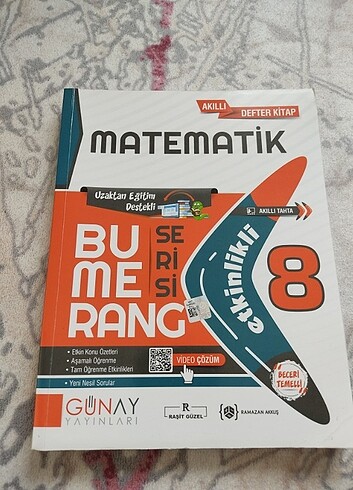 AKILLI DEFTER KİTAP
MATEMATİK
Uzaktan Eğitim
Destekli
AKILLI TAHTA
BU
ME
RANG
SE
Rİ
Sİ
etkinlikli
8
• Etkin Konu Özetleri
• Aşamalı Öğrenme
• Tam Öğrenme Etkinlikleri
• Yeni Nesil Sorular
VİDEO ÇÖZÜM
BECERİ
TEMELLİ
GÜNAY
YAYINLARI
R
RAŞİT GÜZEL
RAMAZAN AKKUŞ